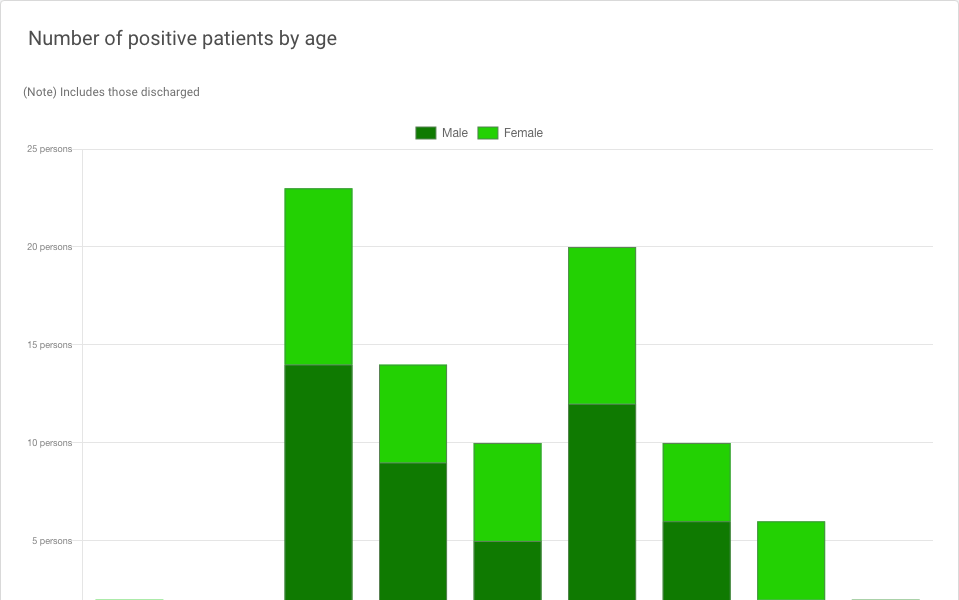 Number of positive patients by age
(Note) Includes those discharged
Male Female
25 persons
20 persons
15 persons
10 persons
5 persons